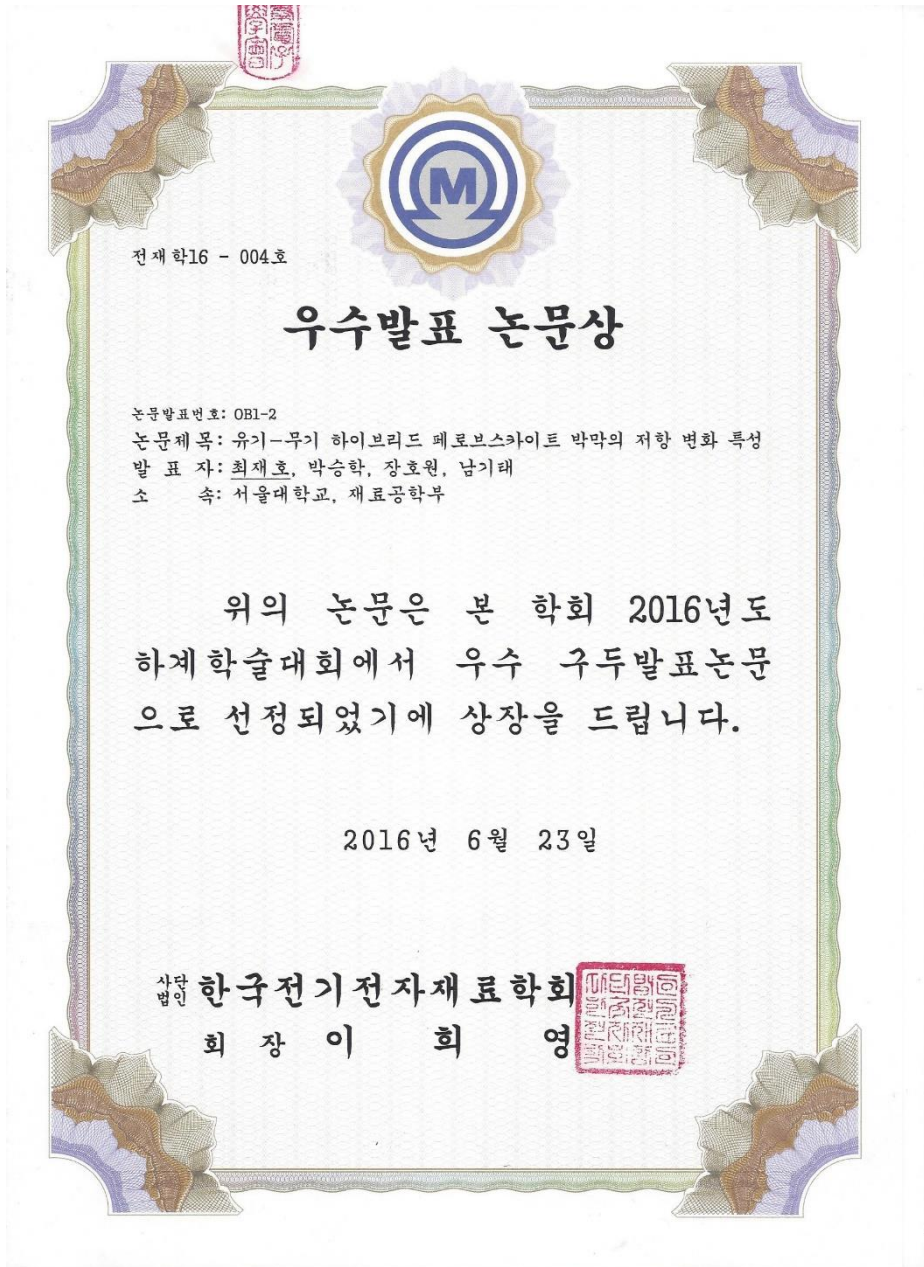 M
전재학16 - 004호
우수발표 논문상
논문발표번호: OB1-2
논문제목: 유기-무기 하이브리드 페로브스카이트 박막의 저항 변화 특성
발 표 자: 최재호, 박승학, 장호원, 남기태
소 속: 서울대학교, 재료공학부
위의 논문은 본 학회 2016년도
하계학술대회에서 우수 구두발표논문
으로 선정되었기에 상장을 드립니다.
2016년 6월 23일
사단법인 한국전기전자재료학회
회 장 이 희 영